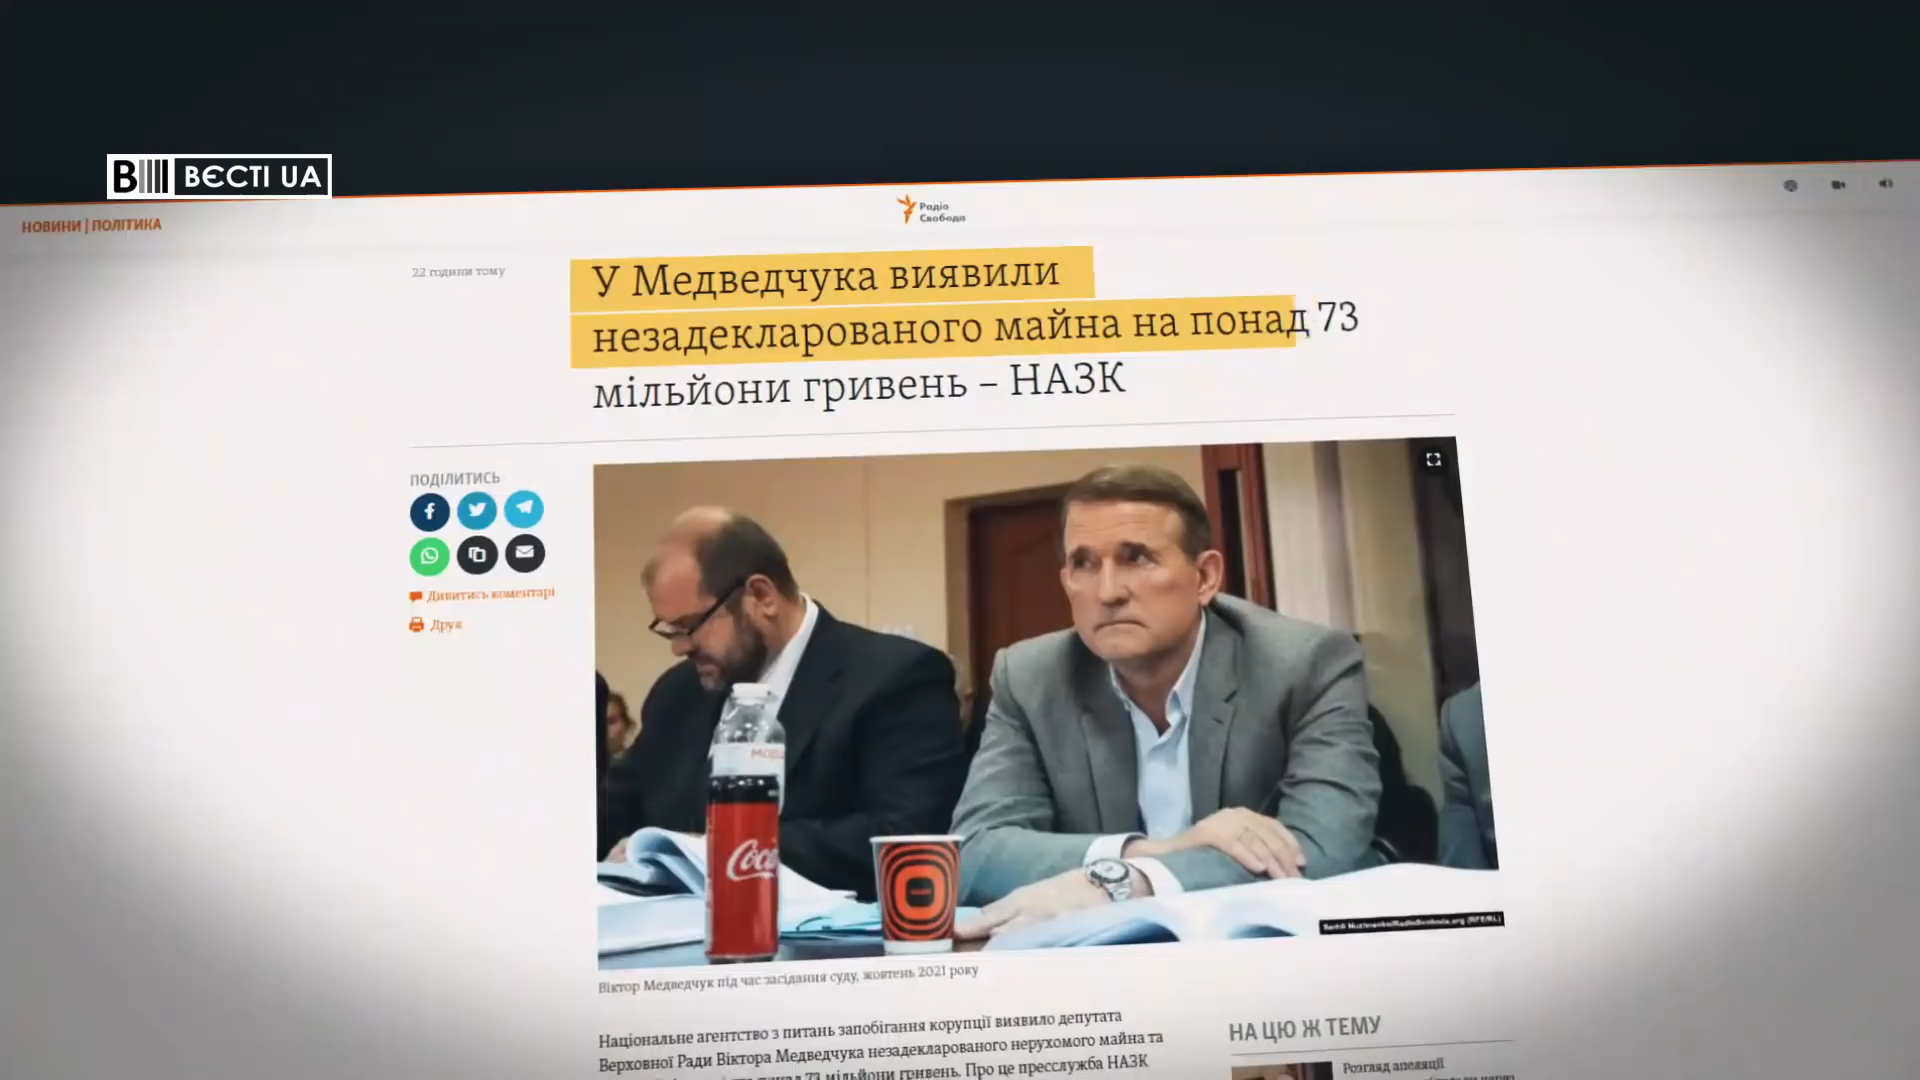 В ВЄСТІ UA
НОВИНИ | ПОЛІТИКА
Радіо
Свобода
22 години тому
У Медведчука виявили
незадекларованого майна на понад 73
мільйони гривень – НАЗК
ПОДІЛИТИСЬ
Дивитись коментарі
Друк
Coca
Віктор Медведчук під час засідання суду, жовтень 2021 року
Національне агентство з питань запобігання корупції виявило депутата
Верховної Ради Віктора Медведчука незадекларованого нерухомого майна та
понад 73 мільйони гривень. Про це пресслужба НАЗК
НА ЦЮ Ж ТЕМУ
Розгляд апеляції